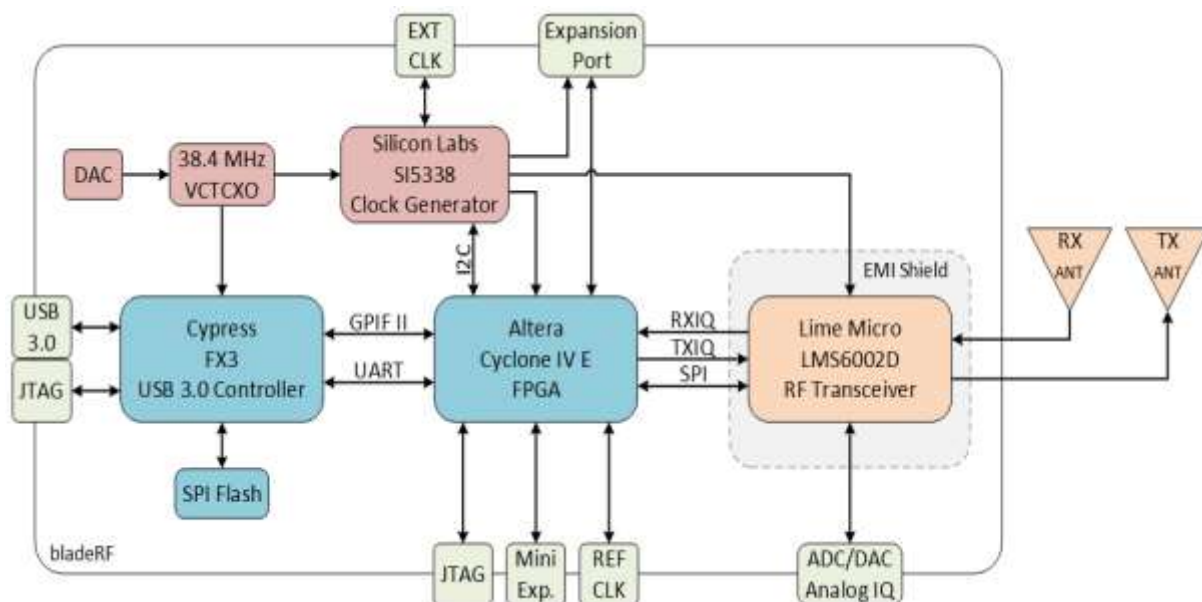 EXT
CLK
Expansion
Port
DAC
38.4 MHz
VCTCXO
Silicon Labs
SI5338
Clock Generator
I2C
RX
ANT
TX
ANT
EMI Shield
USB
3.0
JTAG
Cypress
FX3
USB 3.0 Controller
GPIF II
UART
Altera
Cyclone IV E
FPGA
RXIQ
TXIQ
SPI
Lime Micro
LMS6002D
RF Transceiver
SPI Flash
bladeRF
JTAG
Mini
Exp.
REF
CLK
ADC/DAC
Analog IQ